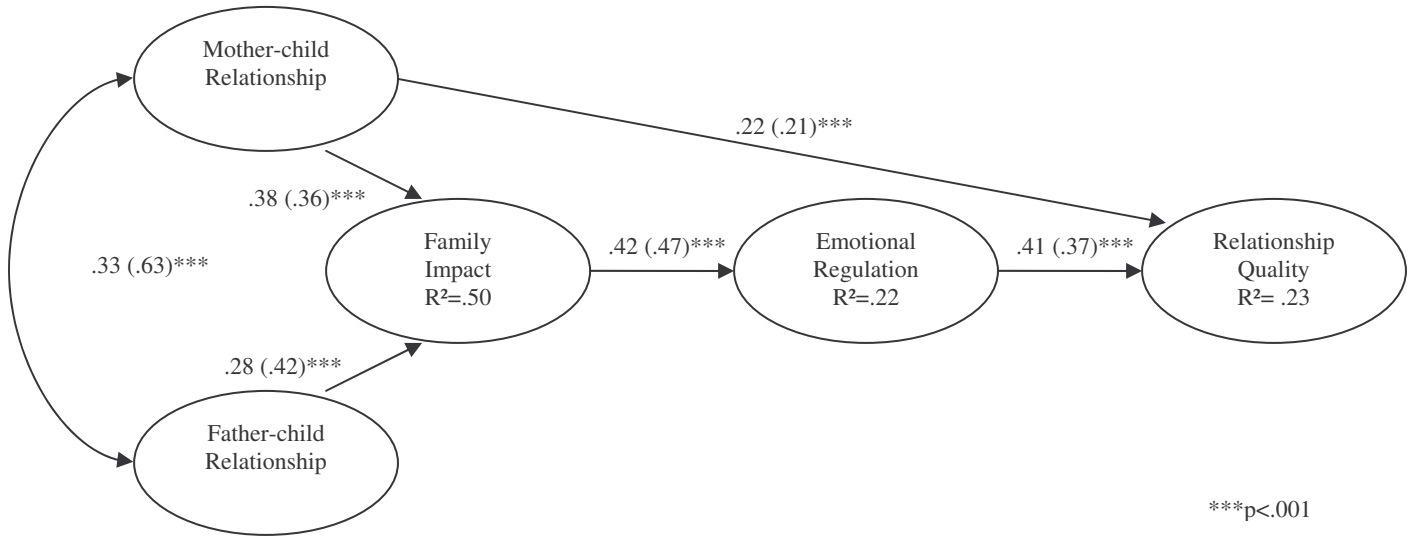 Mother-child
Relationship
.22 (.21)***
.38 (.36)***
Family
Impact
R²=.50
.42 (.47)***
Emotional
Regulation
R²=.22
.41 (.37)***
Relationship
Quality
R²= .23
.33 (.63)***
.28 (.42)***
Father-child
Relationship
***p<.001